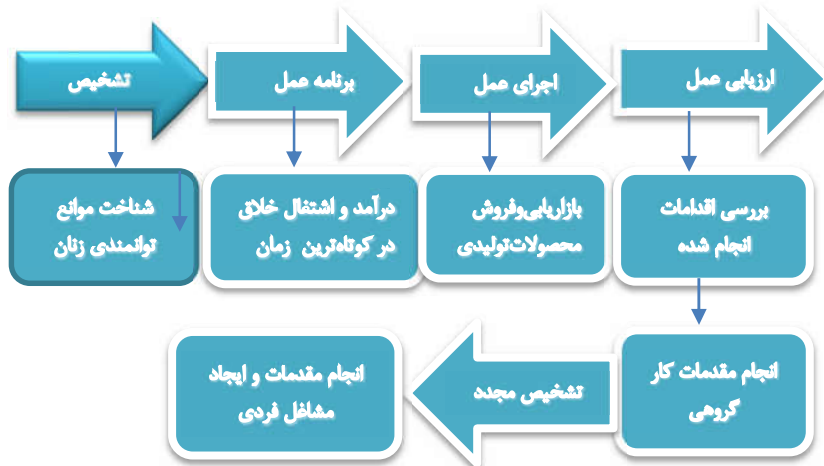 تشخیص
برنامه عمل
اجرای عمل
ارزیابی عمل
شناخت موانع
توانمندی زنان
درآمد و اشتغال خلاق
در کوتاه‌ترین زمان
بازاریابی‌وفروش
محصولات‌تولیدی
بررسی اقدامات
انجام شده
انجام مقدمات کار
گروهی
تشخیص مجدد
انجام مقدمات و ایجاد
مشاغل فردی